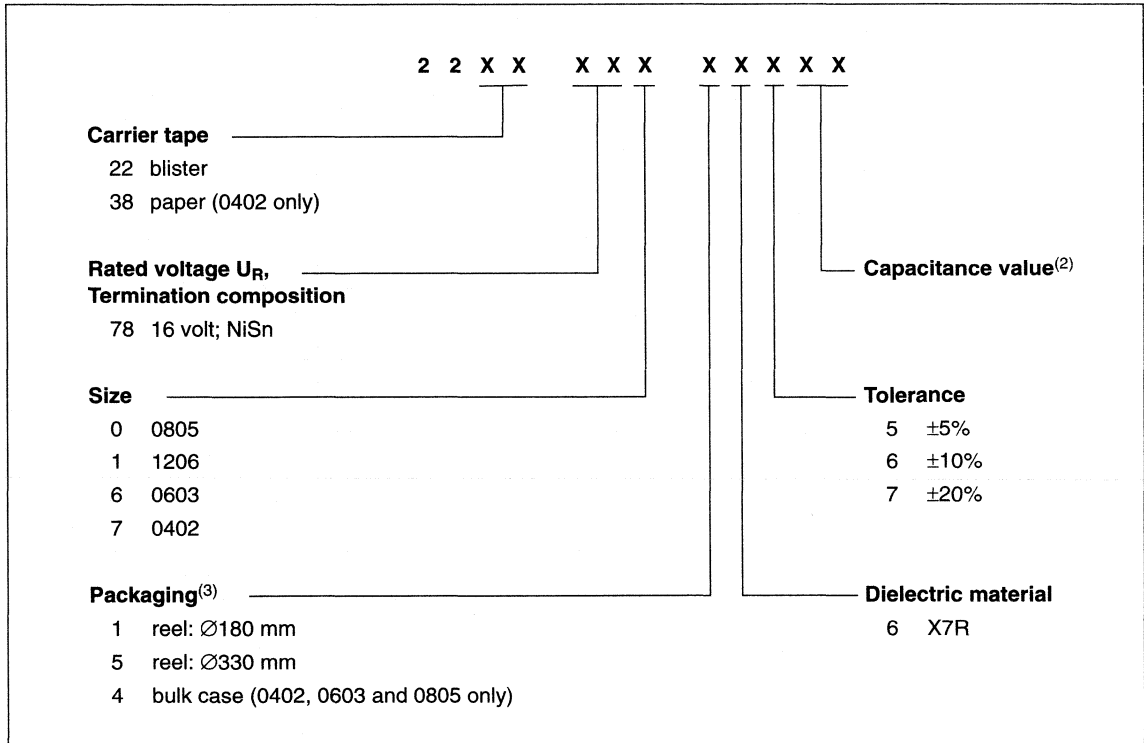 2 2 X X X X X X X X X X
Carrier tape
22 blister
38 paper (0402 only)
Rated voltage UR,
Termination composition
78 16 volt; NiSn
Capacitance value(2)
Size
0 0805
1 1206
6 0603
7 0402
Tolerance
5 ±5%
6 ±10%
7 ±20%
Packaging(3)
1 reel: Ø180 mm
5 reel: Ø330 mm
4 bulk case (0402, 0603 and 0805 only)
Dielectric material
6 X7R